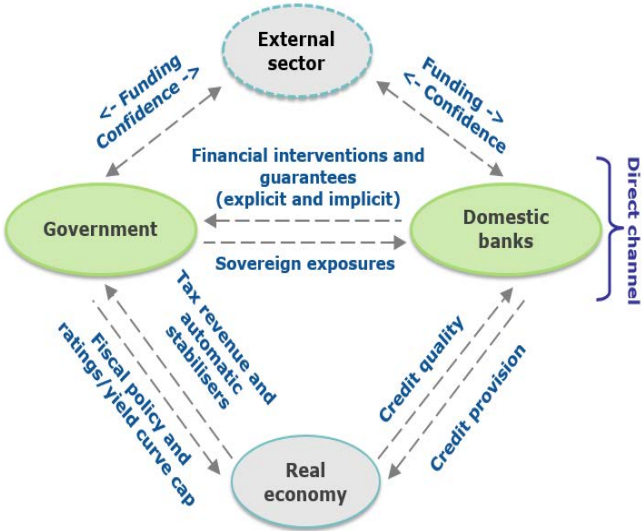 External
sector
<- Funding
Confidence ->
Funding ->
<- Confidence
Financial interventions and
guarantees
(explicit and implicit)
Government
Domestic
banks
Direct channel
Sovereign exposures
Tax revenue and
automatic
stabilisers
Fiscal policy and
ratings/yield curve cap
Credit quality
Credit provision
Real
economy